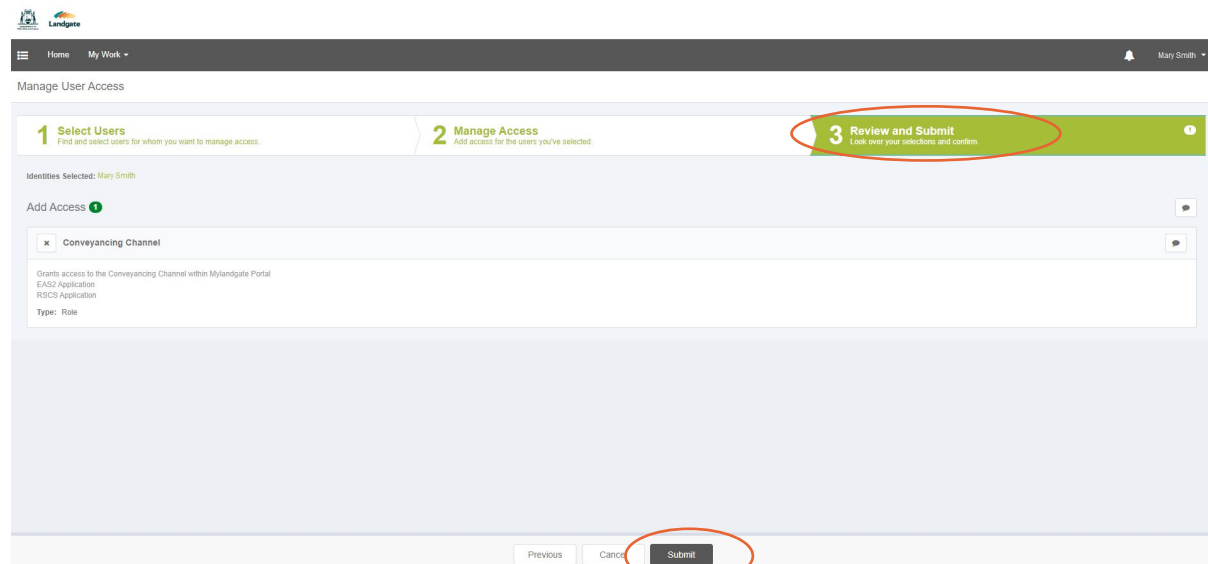 Landgate
Home My Work
Mary Smith
Manage User Access
1 Select Users
Find and select users for whom you want to manage access.
2 Manage Access
Add access for the users you've selected.
3 Review and Submit
Look over your selections and confirm.
1
Identities Selected: Mary Smith
Add Access 1
Conveyancing Channel
Grants access to the Conveyancing Channel within Mylandgate Portal
EAS2 Application
RSCS Application
Type: Role
Previous Cance Submit